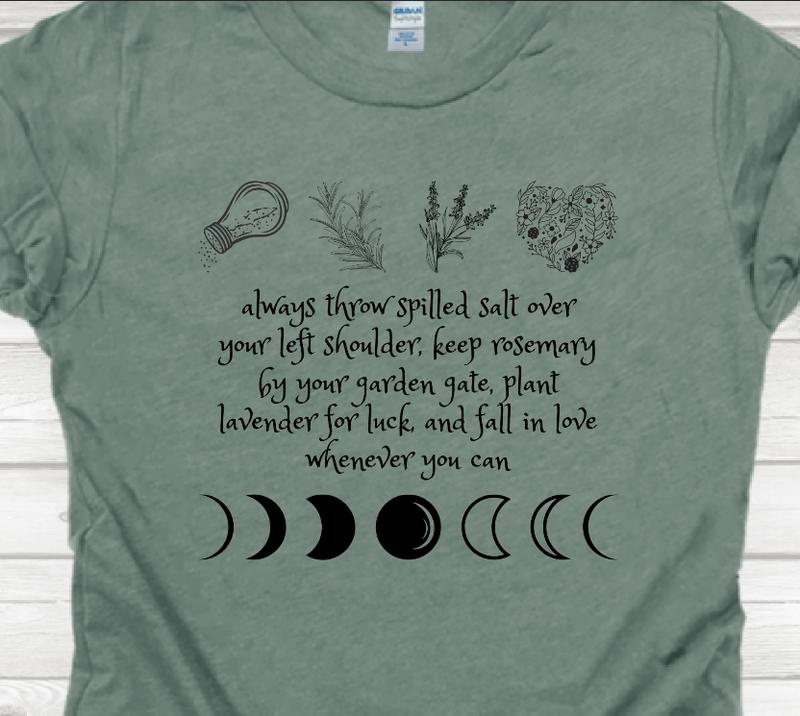 GILDAN
always throw spilled salt over
your left shoulder, keep rosemary
by your garden gate, plant
lavender for luck, and fall in love
whenever you can